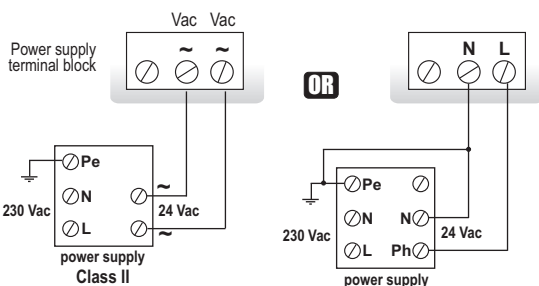 Vac Vac
Power supply
terminal block
~ ~
OR
N L
Pe
N
L
230 Vac
24 Vac
~
~
power supply
Class II
Pe
N N
L Ph
230 Vac
24 Vac
power supply